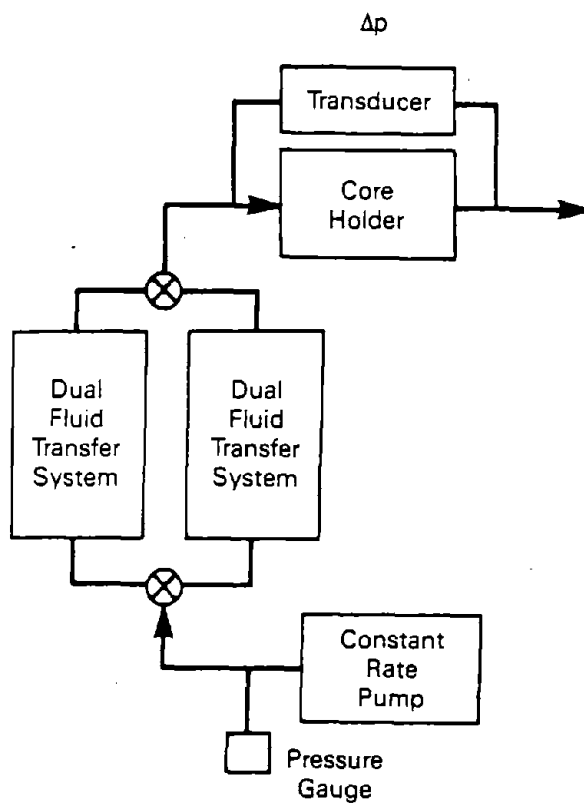 Δp
Transducer
Core
Holder
Dual
Fluid
Transfer
System
Dual
Fluid
Transfer
System
Constant
Rate
Pump
Pressure
Gauge